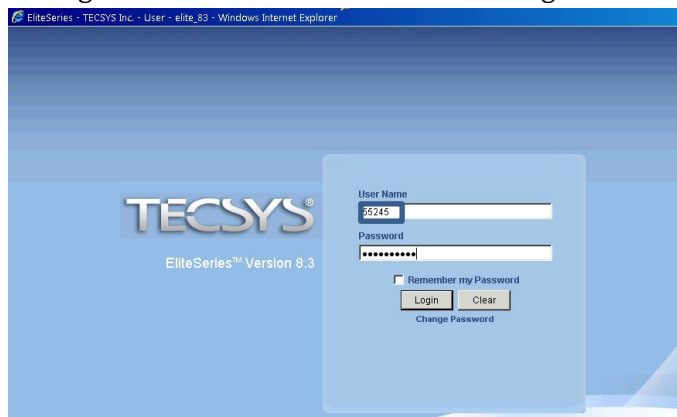 EliteSeries - TECSYS Inc. - User - elite_83 - Windows Internet Explorer
User Name
TECSYS®
55245
Password
EliteSeries™ Version 8.3
••••••••••
Remember my Password
Login Clear
Change Password